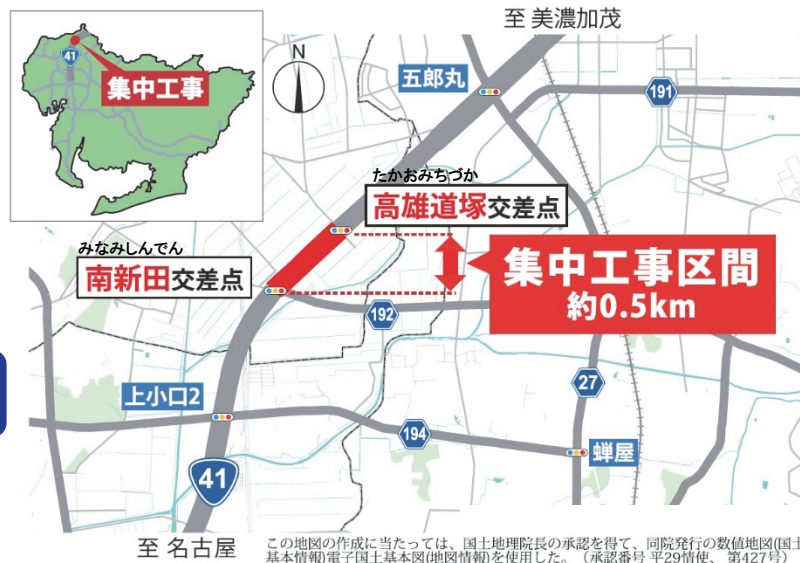 至 美濃加茂
41
集中工事
N
五郎丸
191
たかおみちづか
高雄道塚交差点
みなみしんでん
南新田交差点
集中工事区間
約0.5km
192
27
上小口2
194
蝉屋
41
至 名古屋
この地図の作成に当たっては、国土地理院長の承認を得て、同院発行の数値地図(国土
基本情報)電子国土基本図(地図情報)を使用した。（承認番号 平29情使、 第427号）